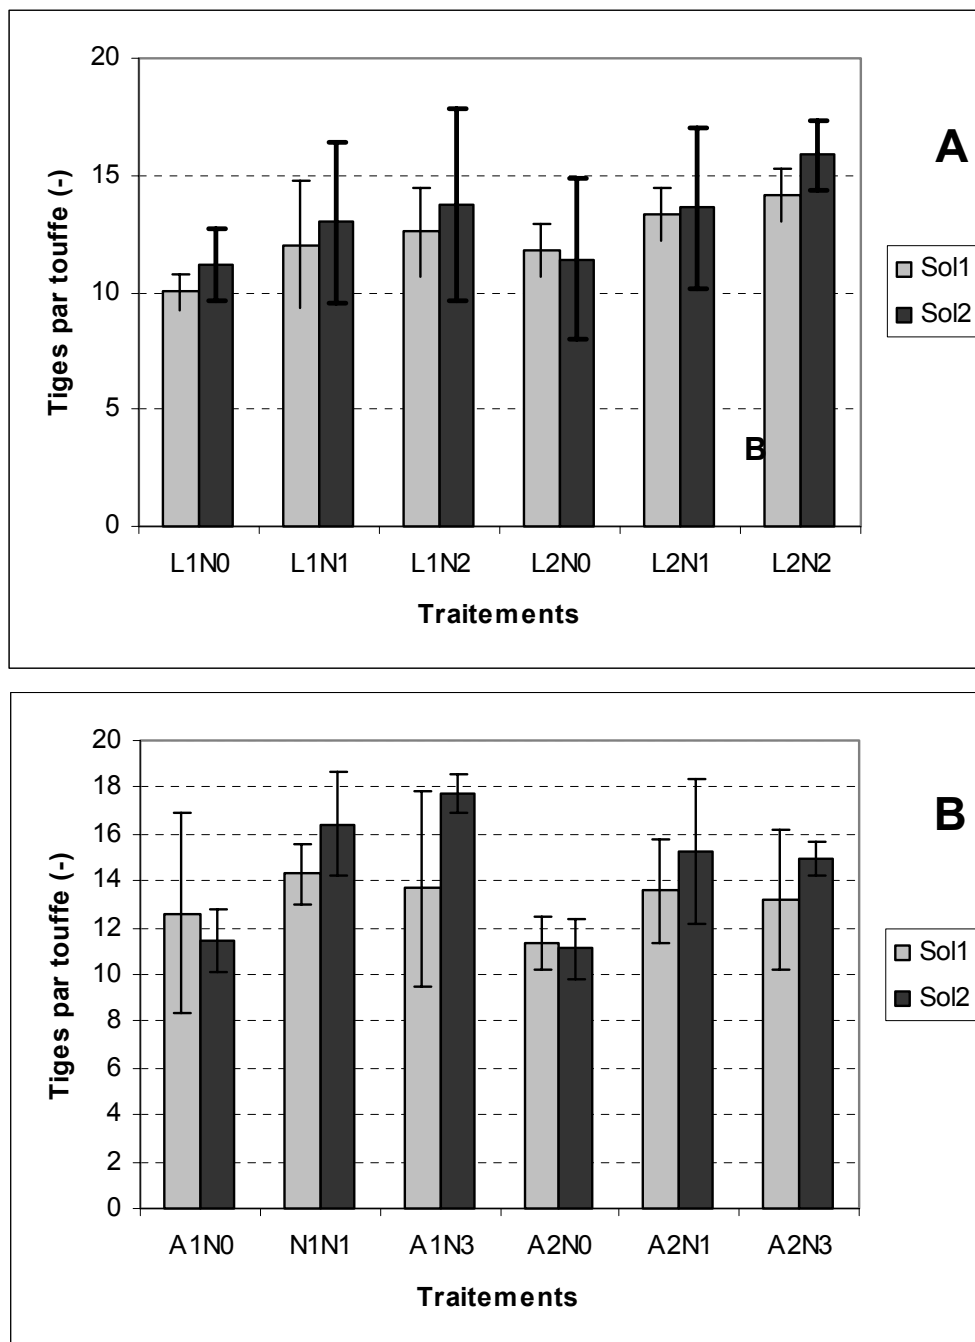 20
A
15
Tiges par touffe (-)
Sol1
Sol2
10
5
B
0
L1N0 L1N1 L1N2 L2N0 L2N1 L2N2
Traitements
20
18
B
16
14
Tiges par touffe (-)
12
Sol1
Sol2
10
8
6
4
2
0
A1N0 N1N1 A1N3 A2N0 A2N1 A2N3
Traitements